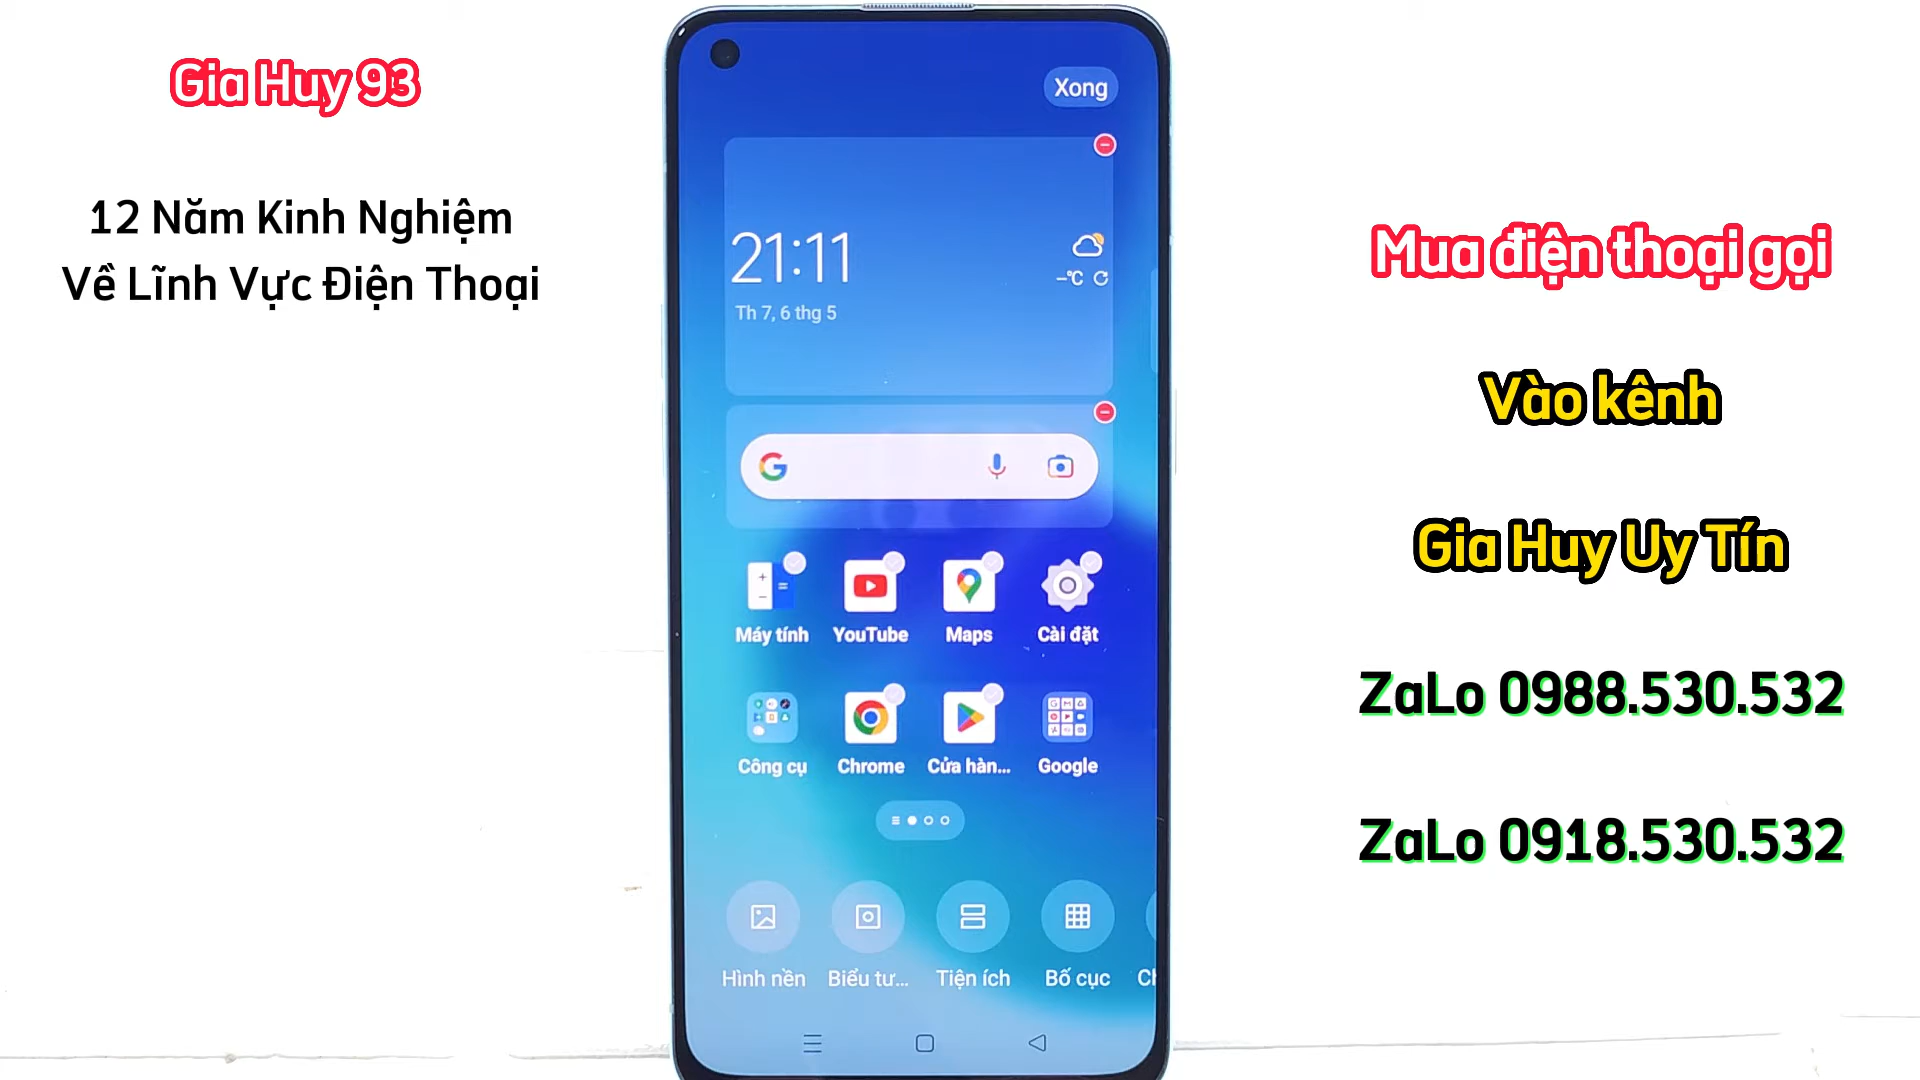 Gia Huy 93
12 Năm Kinh Nghiệm
Về Lĩnh Vực Điện Thoại
Xong
21:11
–°C
Th 7, 6 thg 5
Máy tính YouTube Maps Cài đặt
Công cụ Chrome Cửa hàn... Google
Hình nền Biểu tư... Tiện ích Bố cục Ch
Mua điện thoại gọi
Vào kênh
Gia Huy Uy Tín
ZaLo 0988.530.532
ZaLo 0918.530.532